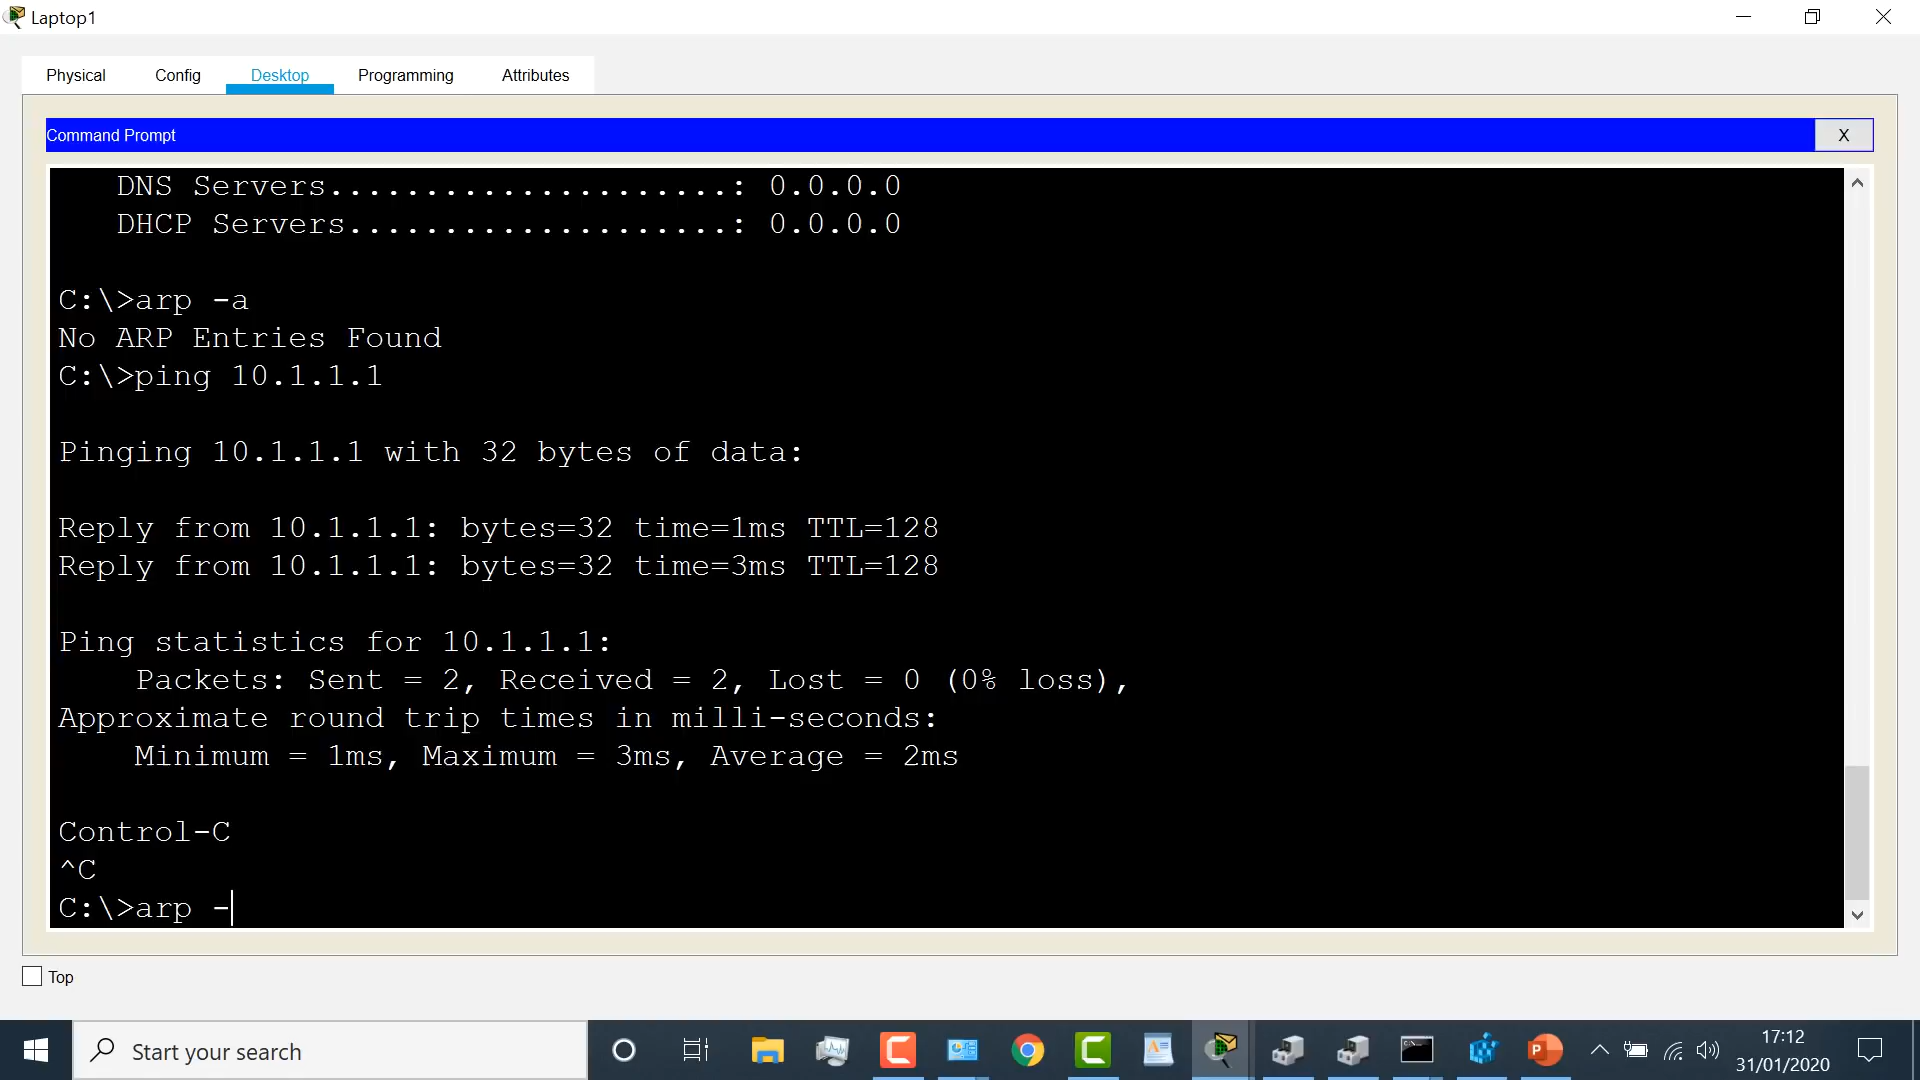 Laptop1
Physical Config Desktop Programming Attributes
Command Prompt X
DNS Servers.....................: 0.0.0.0
DHCP Servers....................: 0.0.0.0
C:\>arp -a
No ARP Entries Found
C:\>ping 10.1.1.1
Pinging 10.1.1.1 with 32 bytes of data:
Reply from 10.1.1.1: bytes=32 time=1ms TTL=128
Reply from 10.1.1.1: bytes=32 time=3ms TTL=128
Ping statistics for 10.1.1.1:
Packets: Sent = 2, Received = 2, Lost = 0 (0% loss),
Approximate round trip times in milli-seconds:
Minimum = 1ms, Maximum = 3ms, Average = 2ms
Control-C
^C
C:\>arp -
Top
Start your search
17:12
31/01/2020